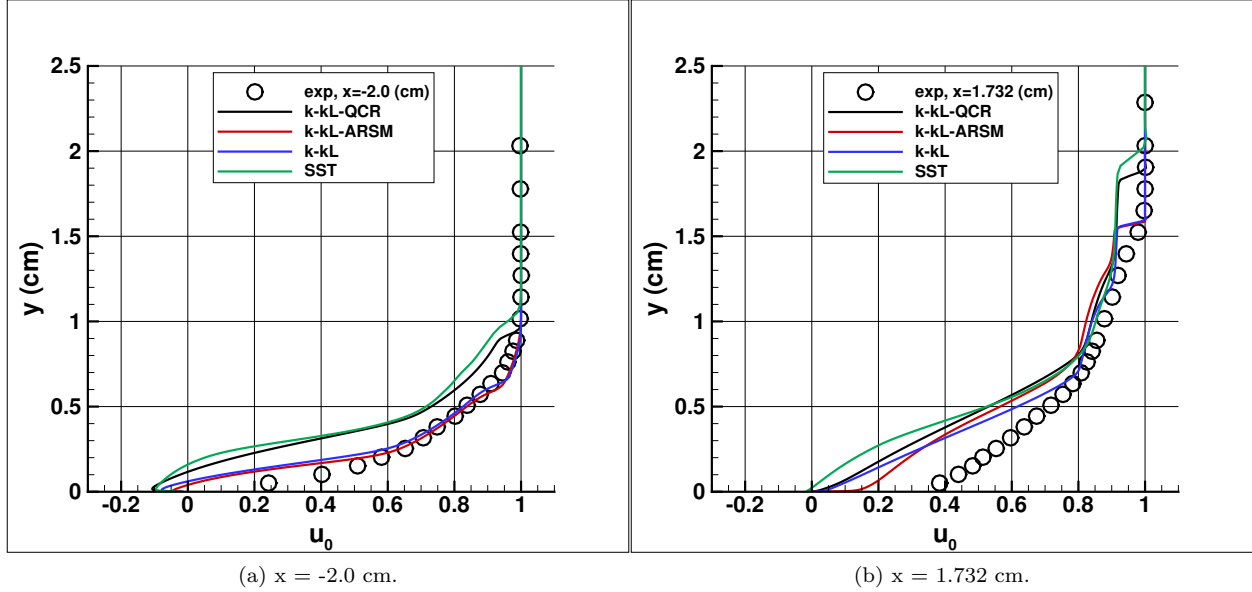 y (cm)
2.5
2
1.5
1
0.5
0
exp, x=-2.0 (cm)
k-kL-QCR
k-kL-ARSM
k-kL
SST
-0.2 0 0.2 0.4 0.6 0.8 1
u0
(a) x = -2.0 cm.
y (cm)
2.5
2
1.5
1
0.5
0
exp, x=1.732 (cm)
k-kL-QCR
k-kL-ARSM
k-kL
SST
-0.2 0 0.2 0.4 0.6 0.8 1
u0
(b) x = 1.732 cm.